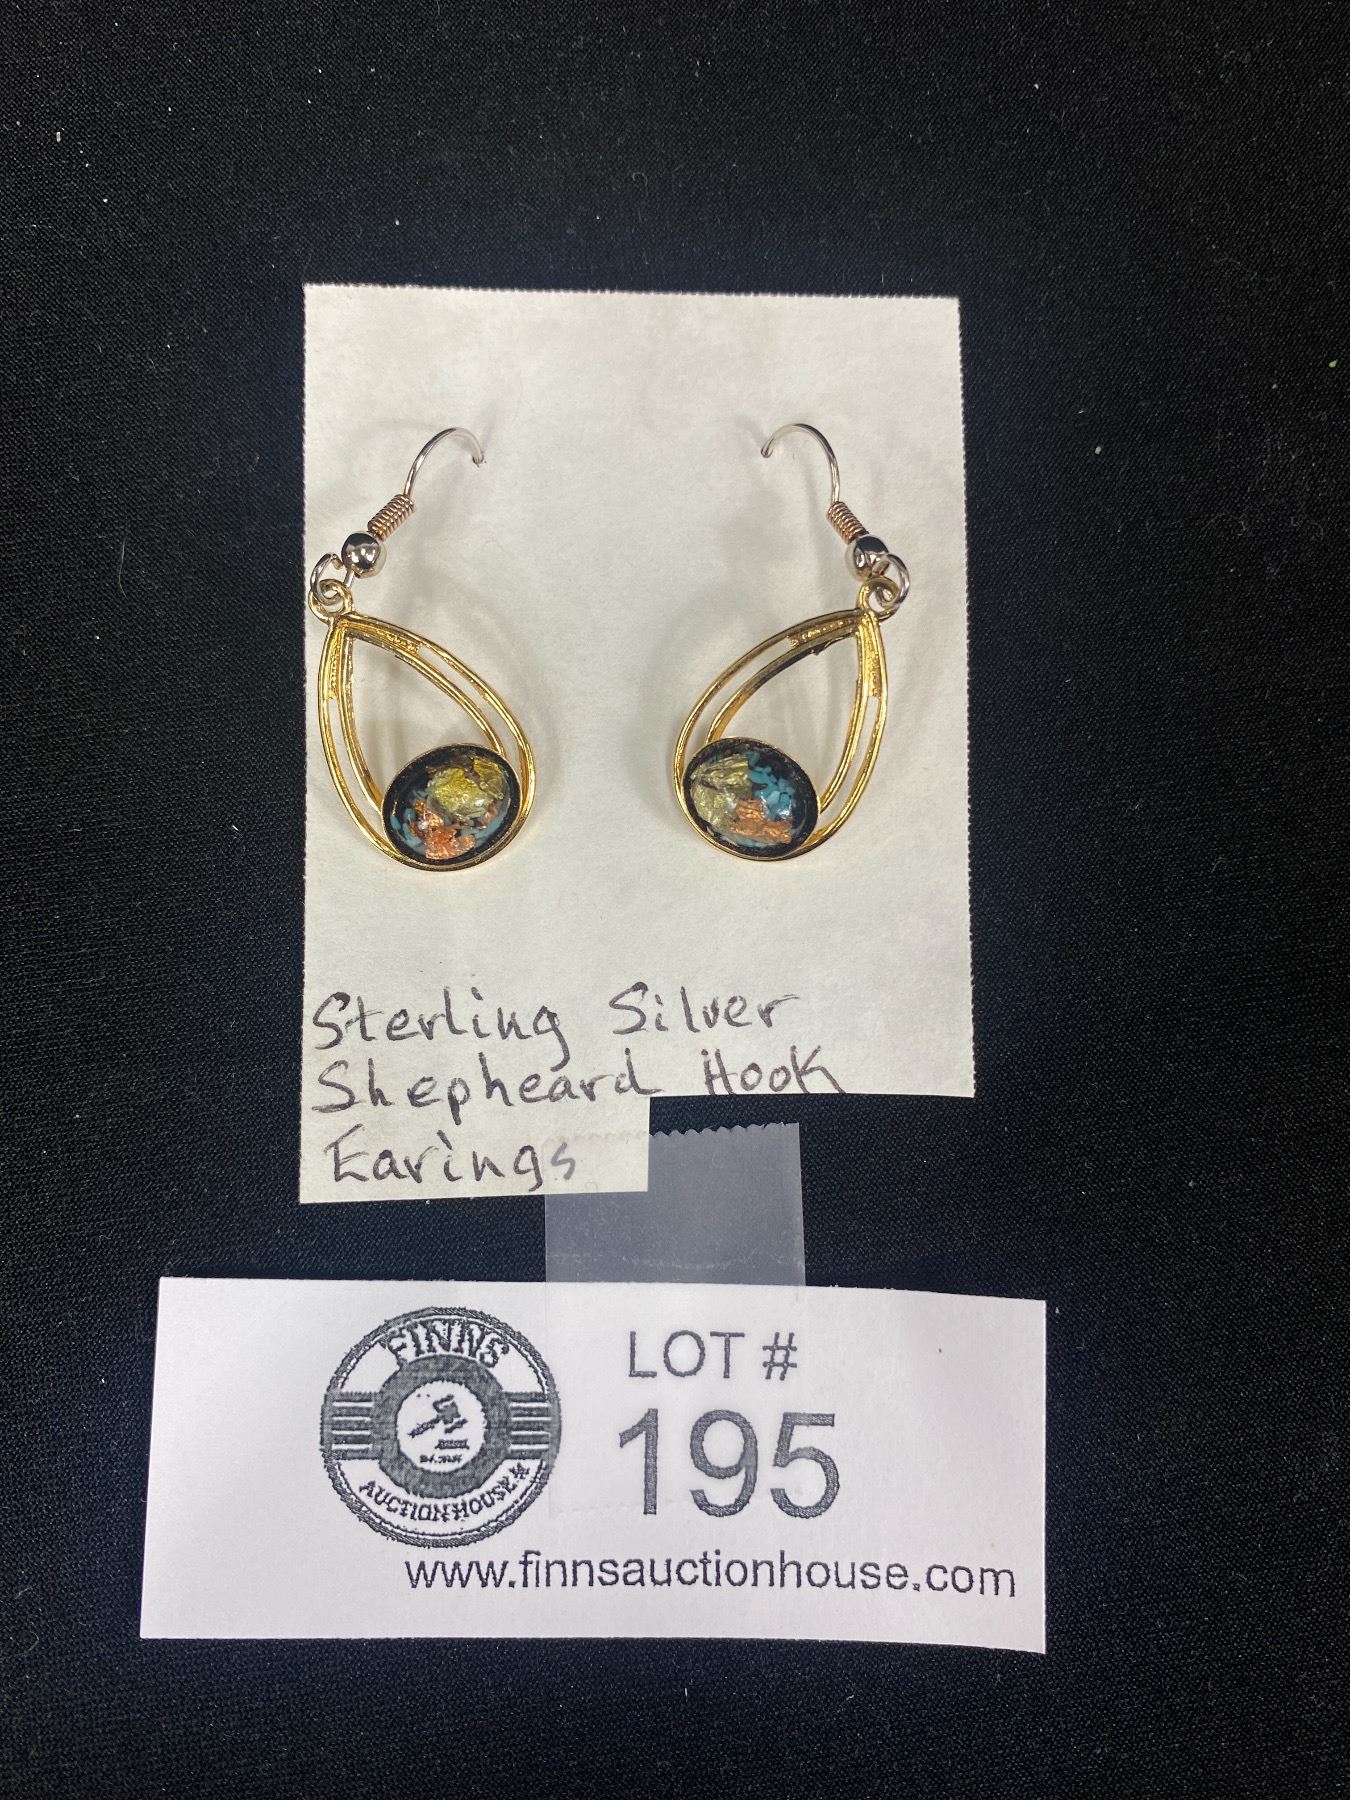 Sterling Silver
Shepheard Hook
Earings
FINNS
AUCTION HOUSE
LOT #
195
www.finnsauctionhouse.com